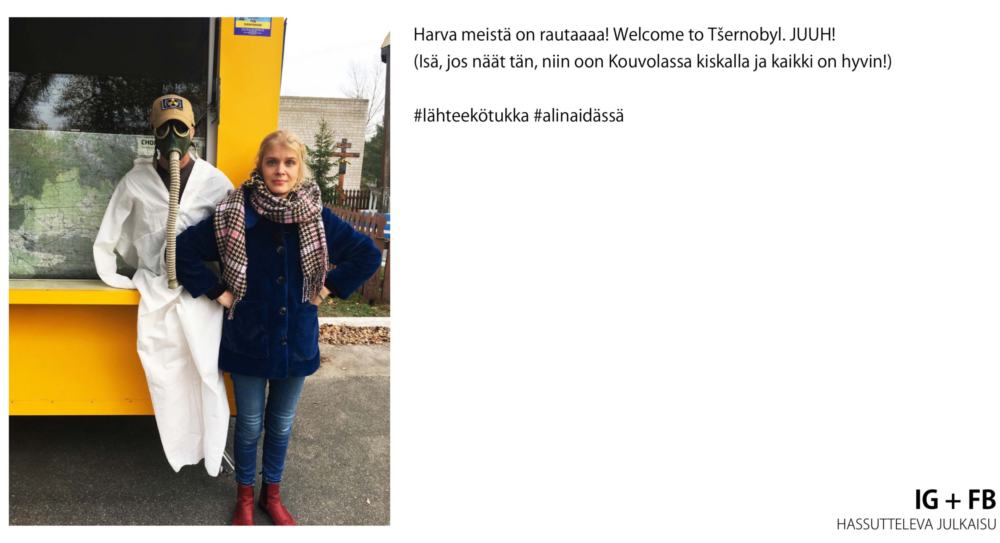 ПІД
ОХОРОНОЮ
CHO
Harva meistä on rautaaaa! Welcome to Tšernobyl. JUUH!
(Isä, jos näät tän, niin oon Kouvolassa kiskalla ja kaikki on hyvin!)
#lähteekötukka #alinaidässä
IG + FB
HASSUTTELEVA JULKAISU